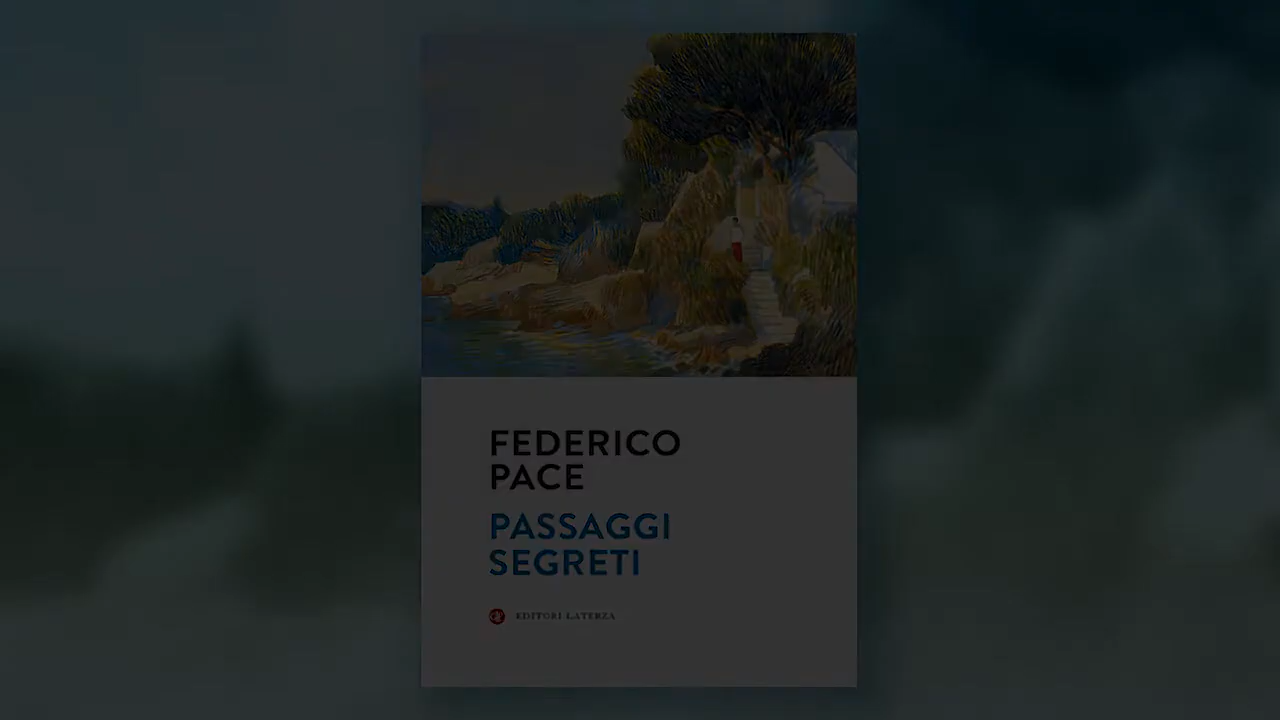 FEDERICO
PACE
PASSAGGI
SEGRETI
EDITORI LATERZA